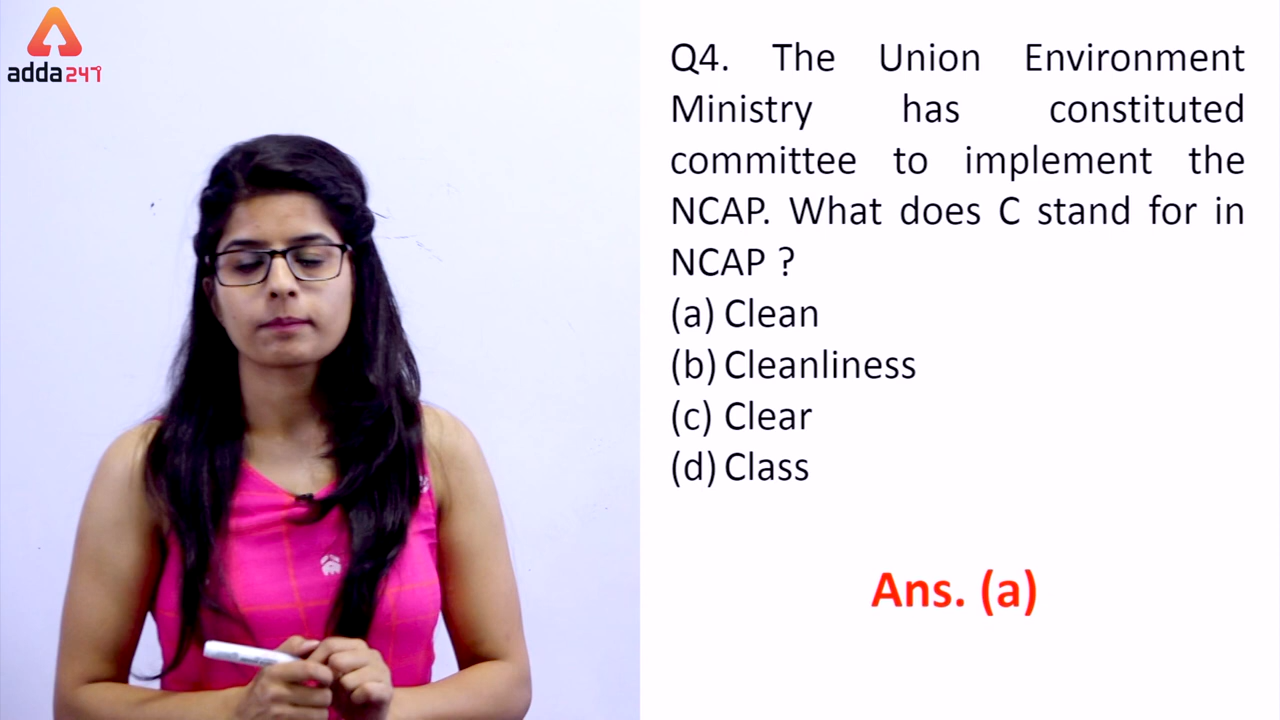 adda247
Q4. The Union Environment
Ministry has constituted
committee to implement the
NCAP. What does C stand for in
NCAP ?
(a) Clean
(b) Cleanliness
(c) Clear
(d) Class
Ans. (a)